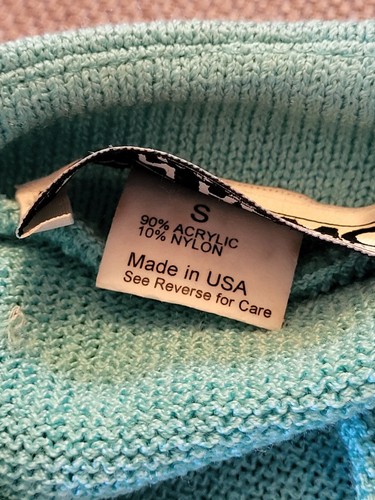 S
90% ACRYLIC
10% NYLON
Made in USA
See Reverse for Care